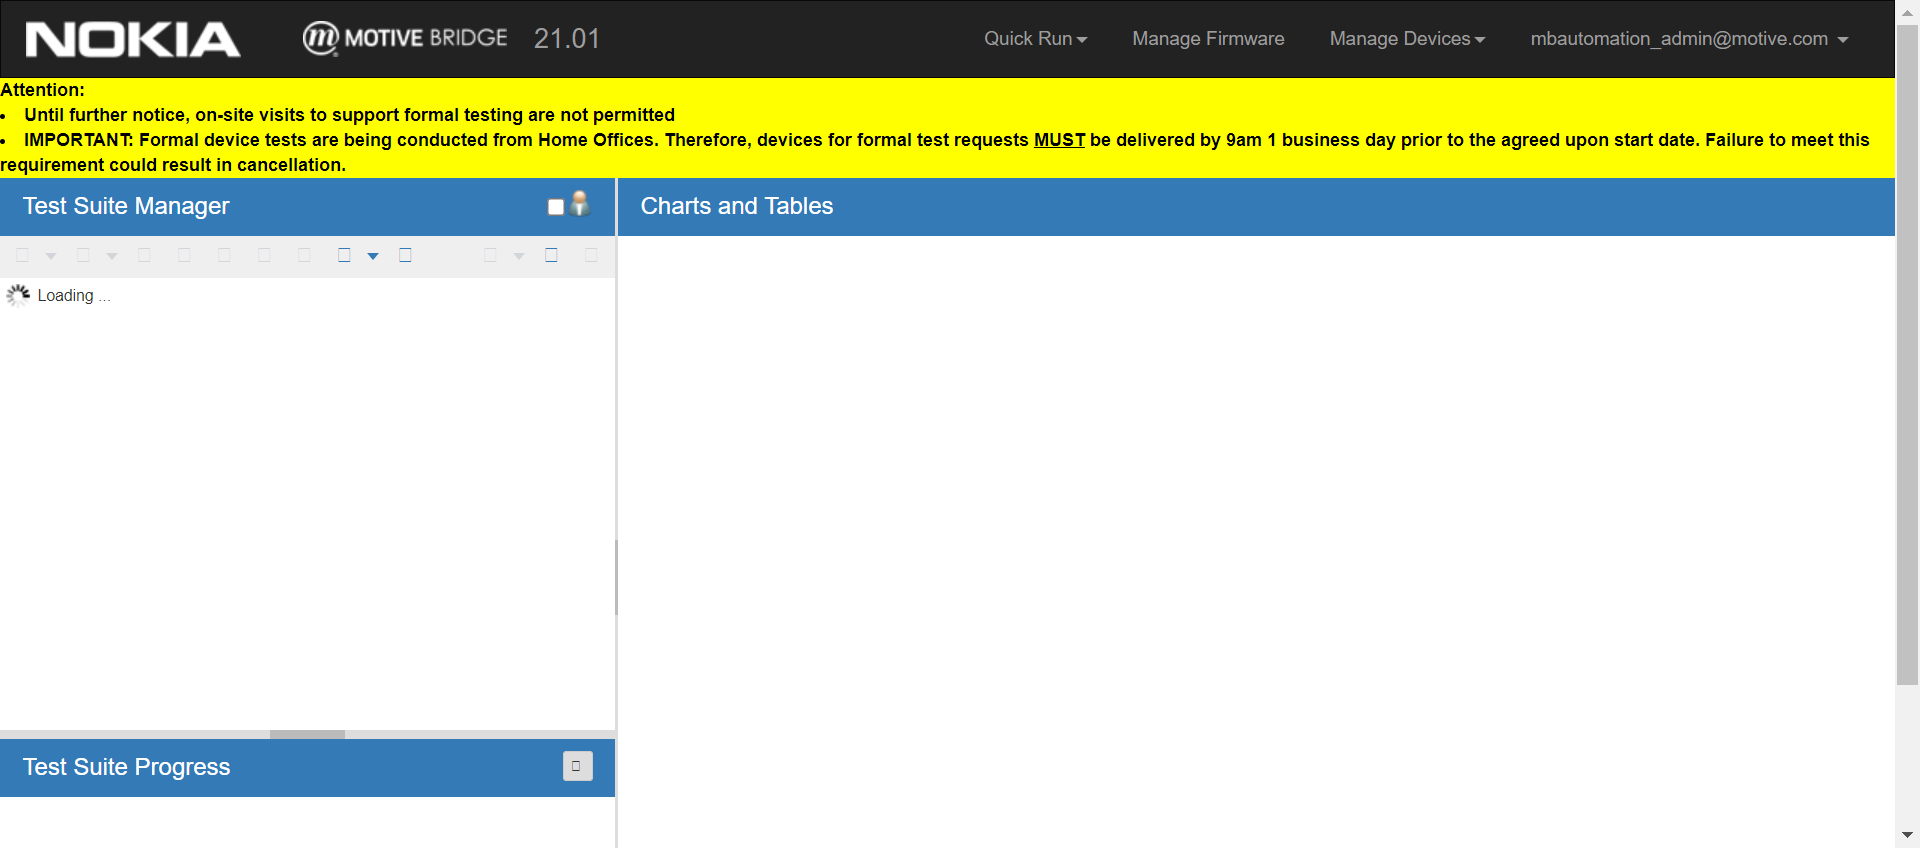 NOKIA MOTIVE BRIDGE 21.01 Quick Run Manage Firmware Manage Devices mbautomation_admin@motive.com
Attention:
• Until further notice, on-site visits to support formal testing are not permitted
• IMPORTANT: Formal device tests are being conducted from Home Offices. Therefore, devices for formal test requests MUST be delivered by 9am 1 business day prior to the agreed upon start date. Failure to meet this
requirement could result in cancellation.
Test Suite Manager
Charts and Tables
Loading ...
Test Suite Progress